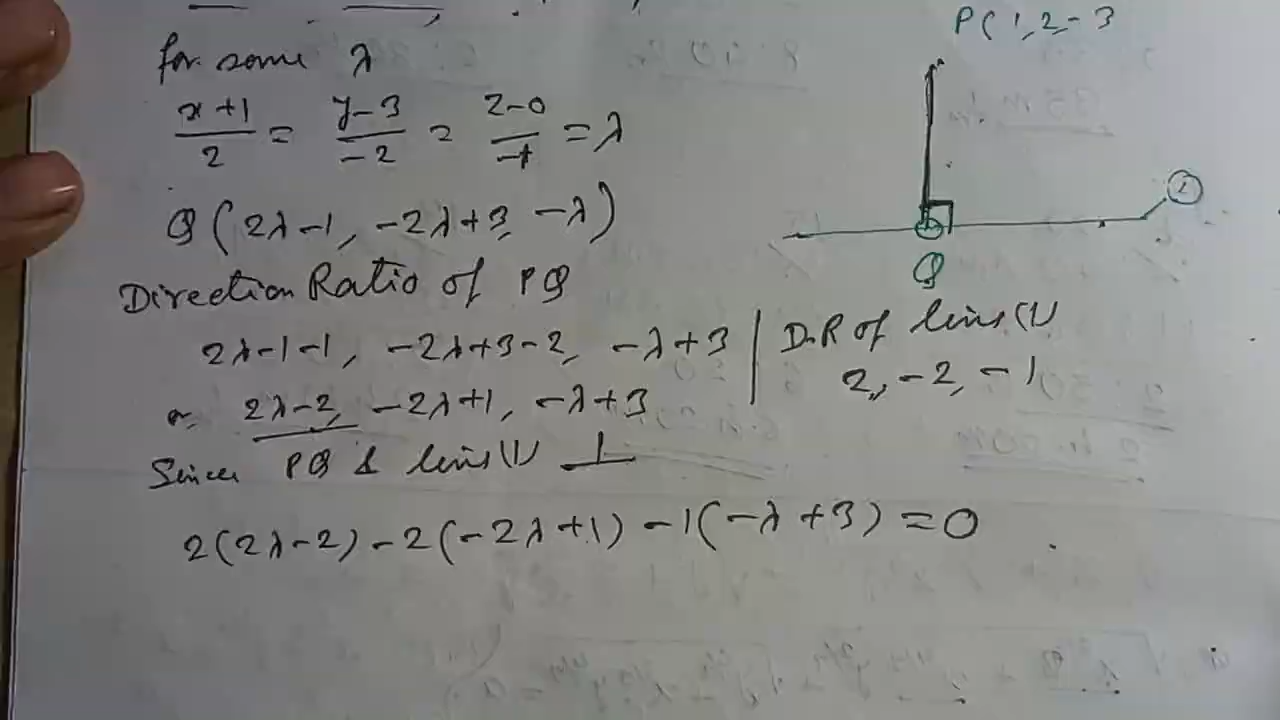 P(1,2-3
for some λ
x+1/2 = y-3/-2 = z-0/-1 = λ
Q(2λ-1, -2λ+3, -λ)
Q
Direction Ratio of PQ
2λ-1-1, -2λ+3-2, -λ+3 | D.R of line(1)
or, 2λ-2, -2λ+1, -λ+3 | 2, -2, -1
Since PQ & line(1) ⊥
2(2λ-2) -2(-2λ+1) -1(-λ+3) = 0